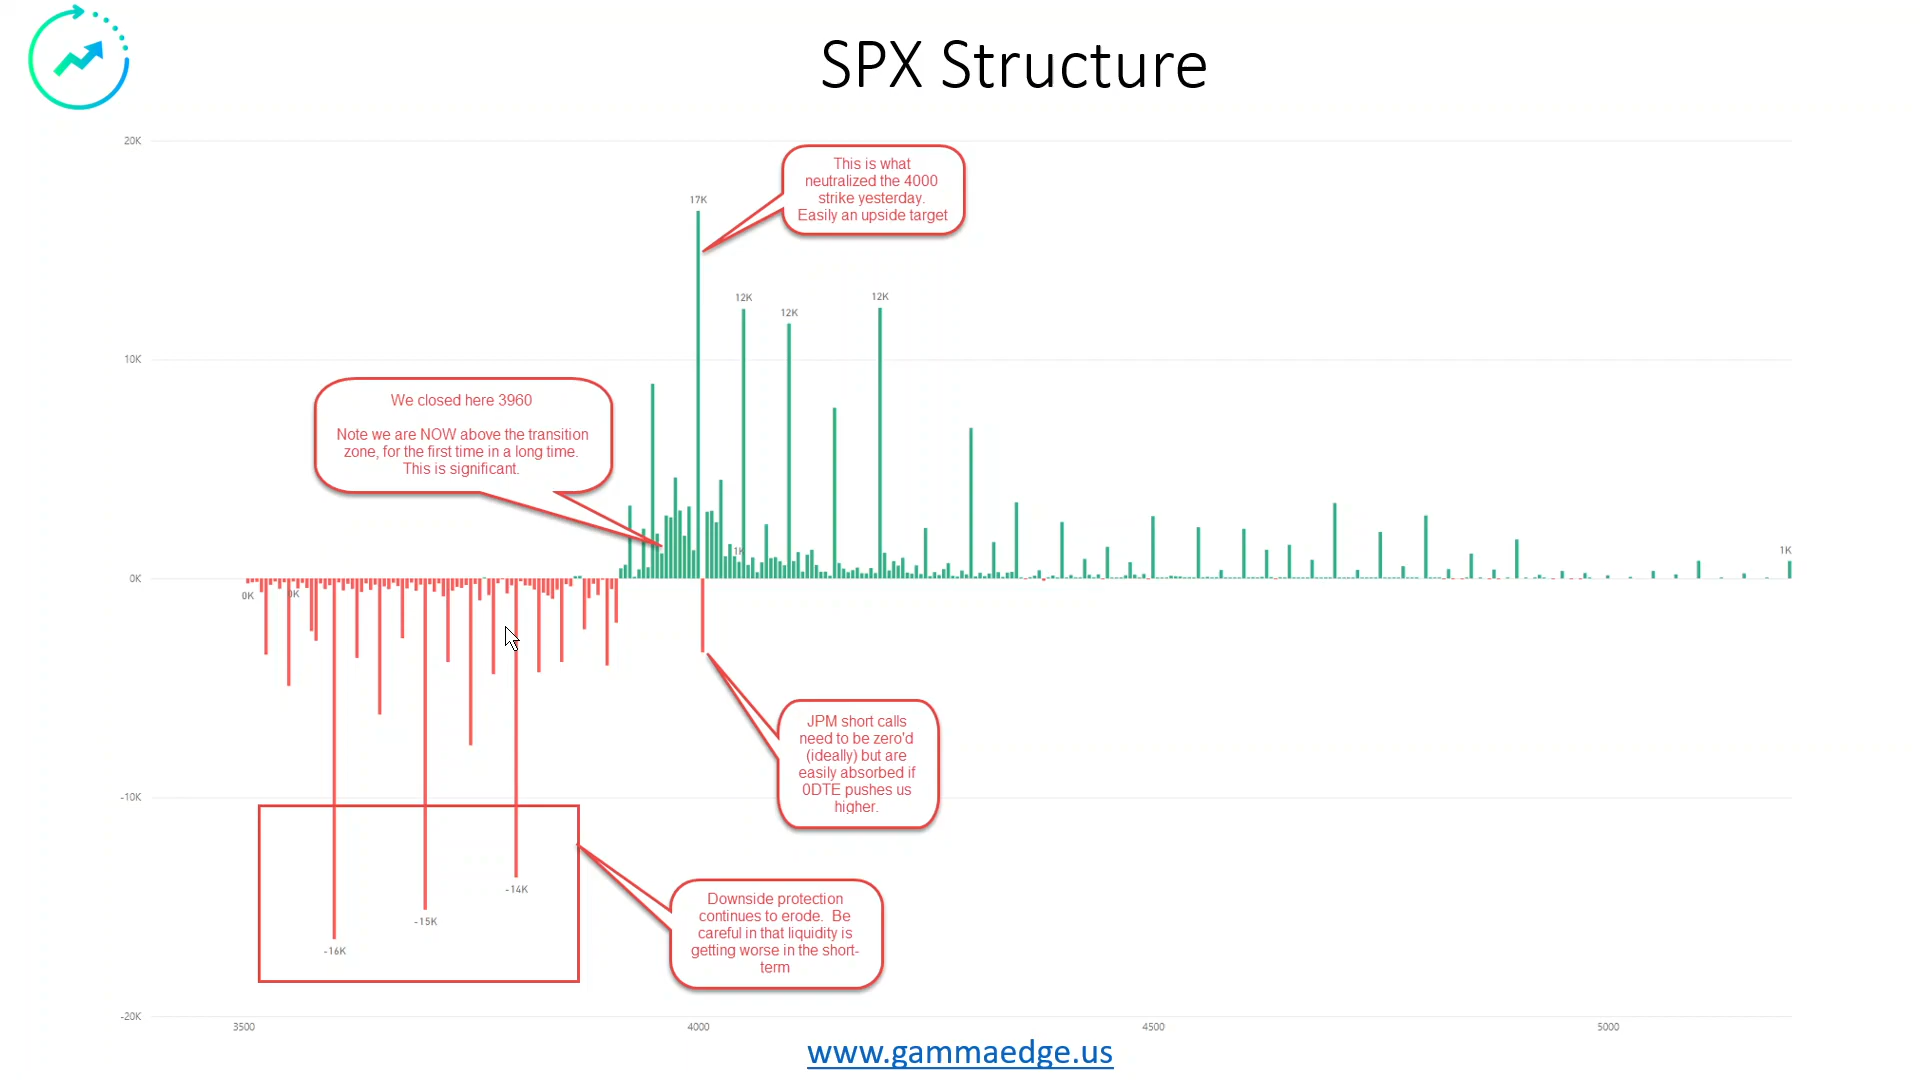 SPX Structure
20K
This is what
neutralized the 4000
strike yesterday.
Easily an upside target
17K
12K
12K
12K
10K
We closed here 3960
Note we are NOW above the transition
zone, for the first time in a long time.
This is significant.
1K
1K
0K
0K
0K
JPM short calls
need to be zero'd
(ideally) but are
easily absorbed if
0DTE pushes us
higher.
-10K
Downside protection
continues to erode.  Be
careful in that liquidity is
getting worse in the short-
term
-14K
-15K
-16K
-20K
3500
4000
4500
5000
www.gammaedge.us